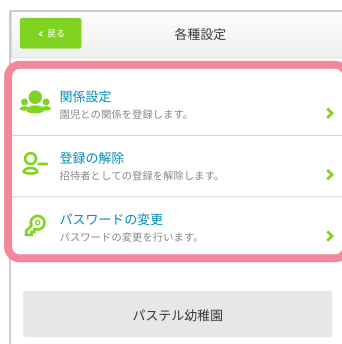 戻る
各種設定
関係設定
園児との関係を登録します。
登録の解除
招待者としての登録を解除します。
パスワードの変更
パスワードの変更を行います。
パステル幼稚園